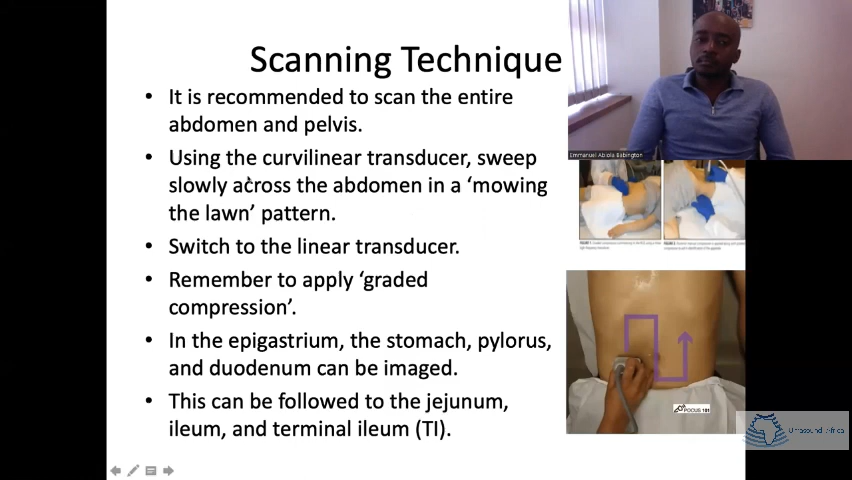 Scanning Technique
• It is recommended to scan the entire
abdomen and pelvis.
• Using the curvilinear transducer, sweep
slowly across the abdomen in a ‘mowing
the lawn’ pattern.
• Switch to the linear transducer.
• Remember to apply ‘graded
compression’.
• In the epigastrium, the stomach, pylorus,
and duodenum can be imaged.
• This can be followed to the jejunum,
ileum, and terminal ileum (TI).
Emmanuel Abiola Babington
POCUS 101
Ultrasound Africa